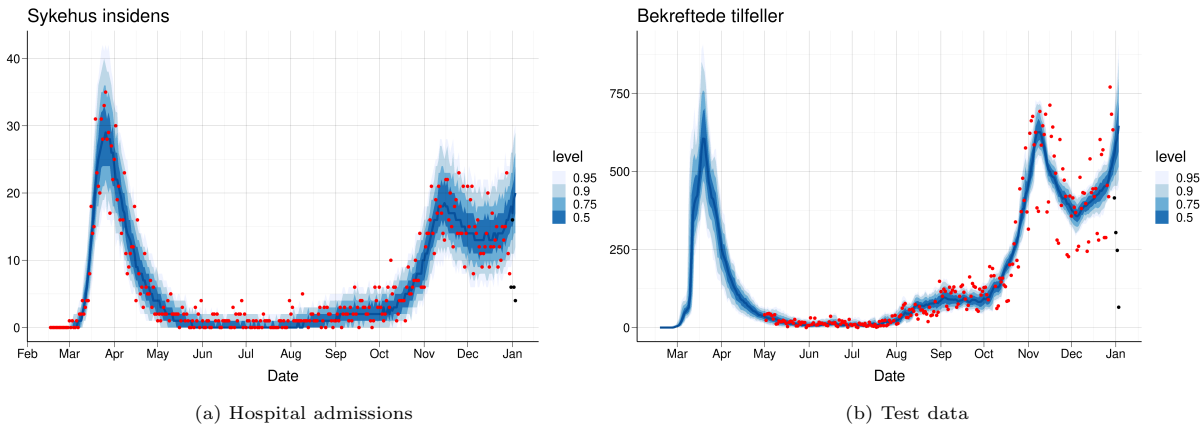 Sykehus insidens
40
30
20
10
0
Feb Mar Apr May Jun Jul Aug Sep Oct Nov Dec Jan
Date
level
0.95
0.9
0.75
0.5
(a) Hospital admissions
Bekreftede tilfeller
750
500
250
0
Mar Apr May Jun Jul Aug Sep Oct Nov Dec Jan
Date
level
0.95
0.9
0.75
0.5
(b) Test data